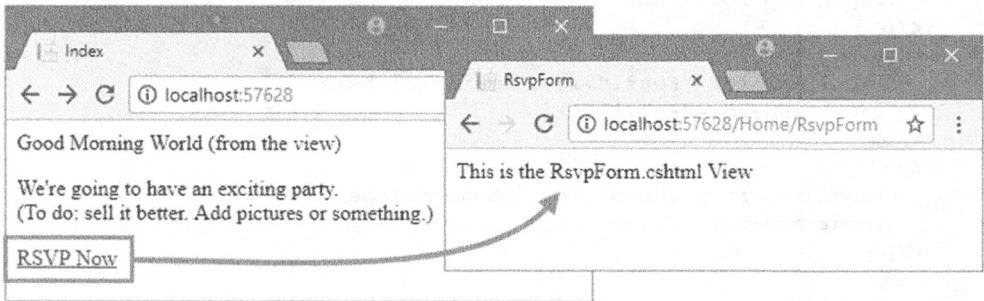 Index
localhost:57628
Good Morning World (from the view)
We're going to have an exciting party.
(To do: sell it better. Add pictures or something.)
RSVP Now
RsvpForm
localhost:57628/Home/RsvpForm
This is the RsvpForm.cshtml View